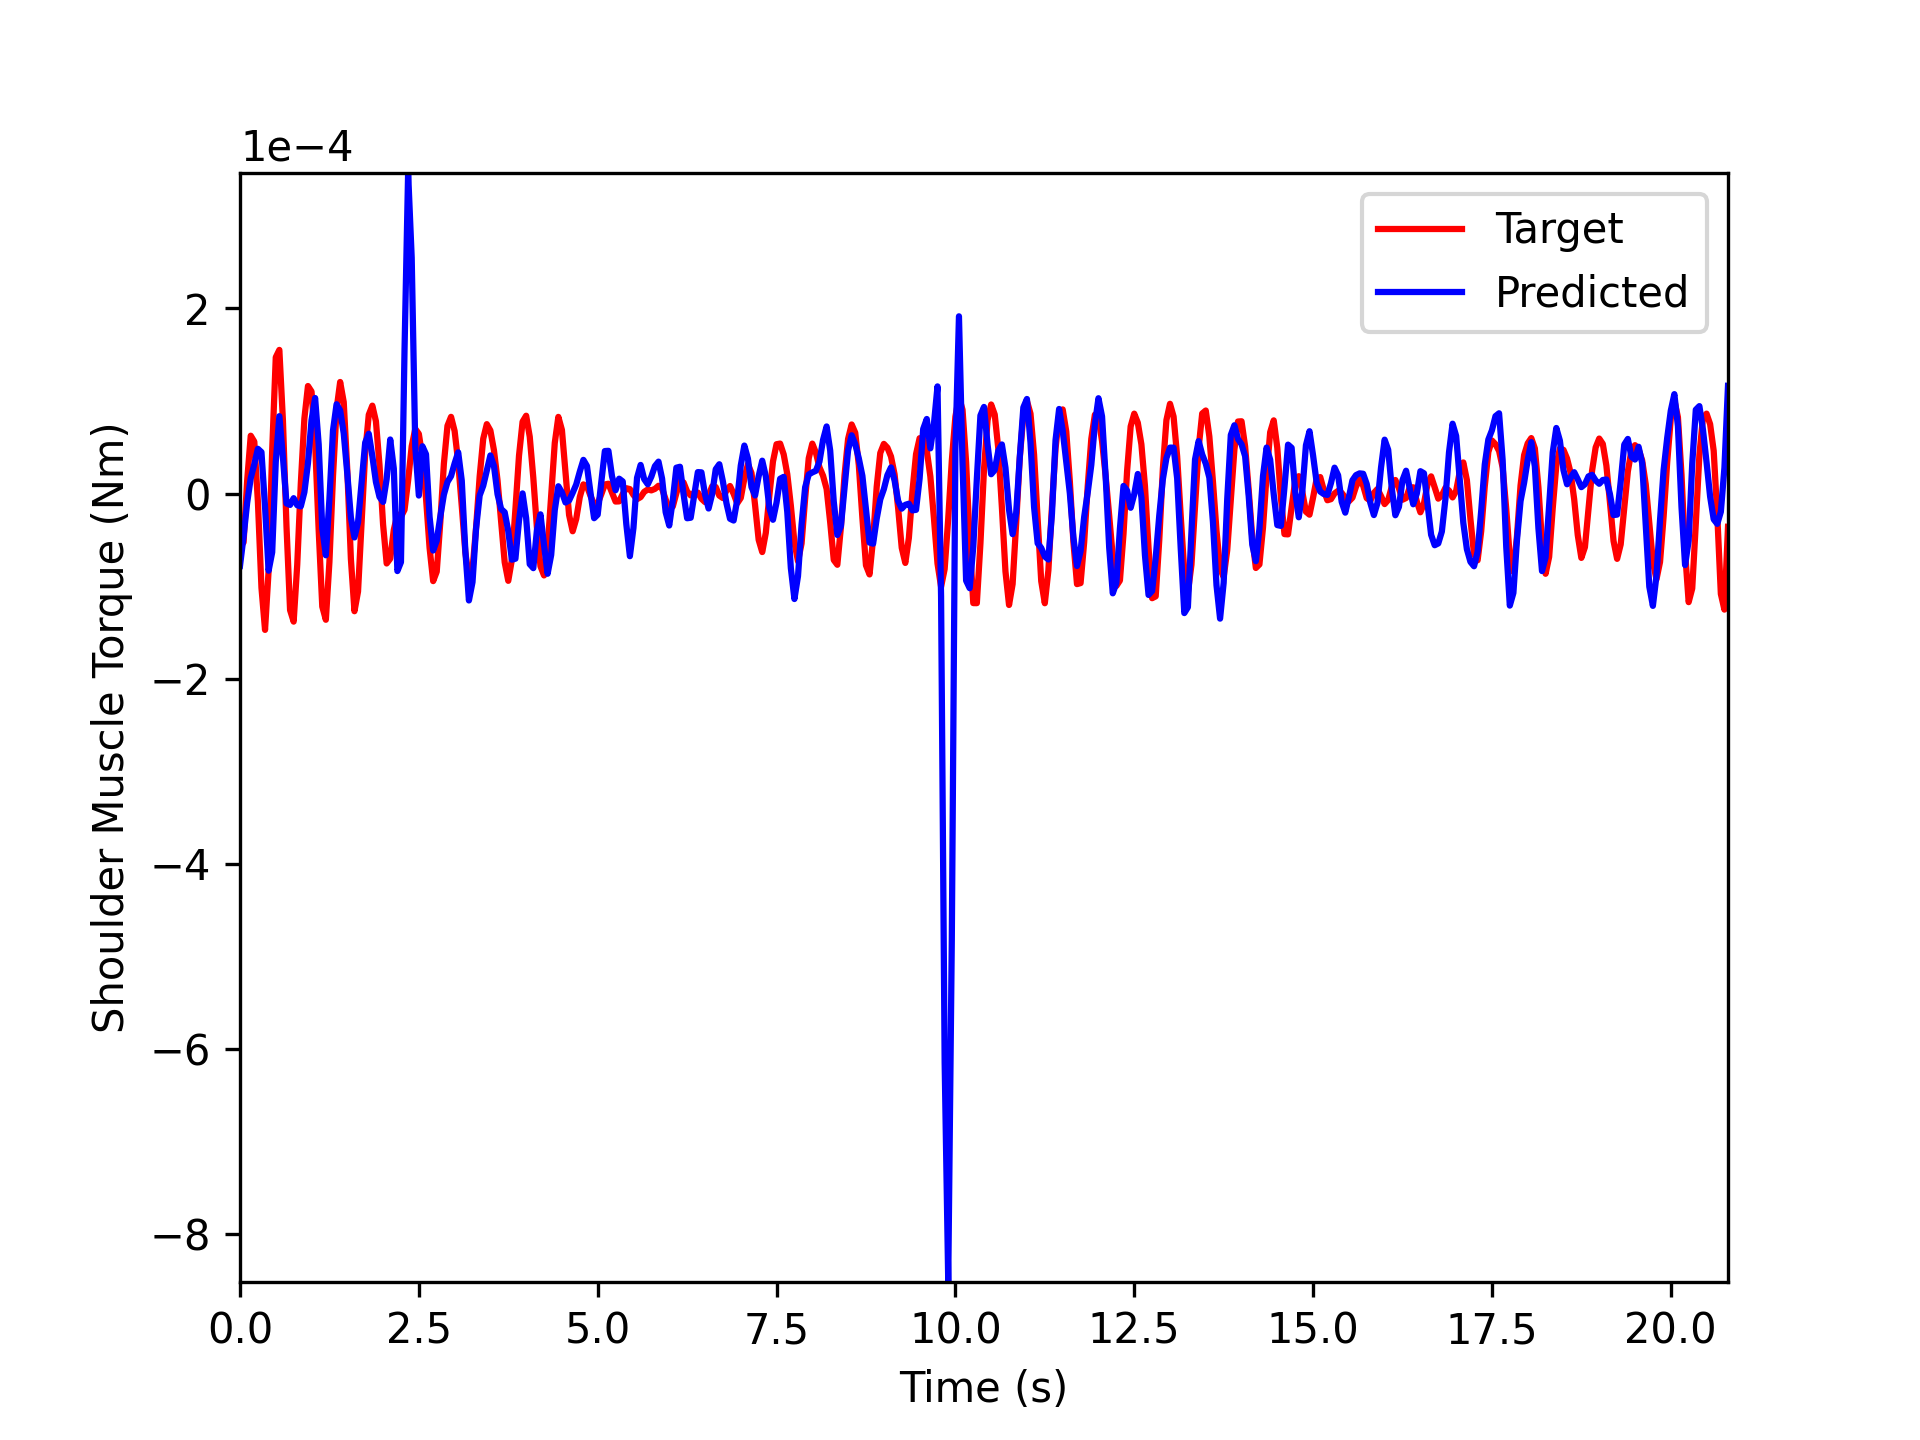 1e−4
Target
Predicted
Shoulder Muscle Torque (Nm)
2
0
−2
−4
−6
−8
0.0 2.5 5.0 7.5 10.0 12.5 15.0 17.5 20.0
Time (s)